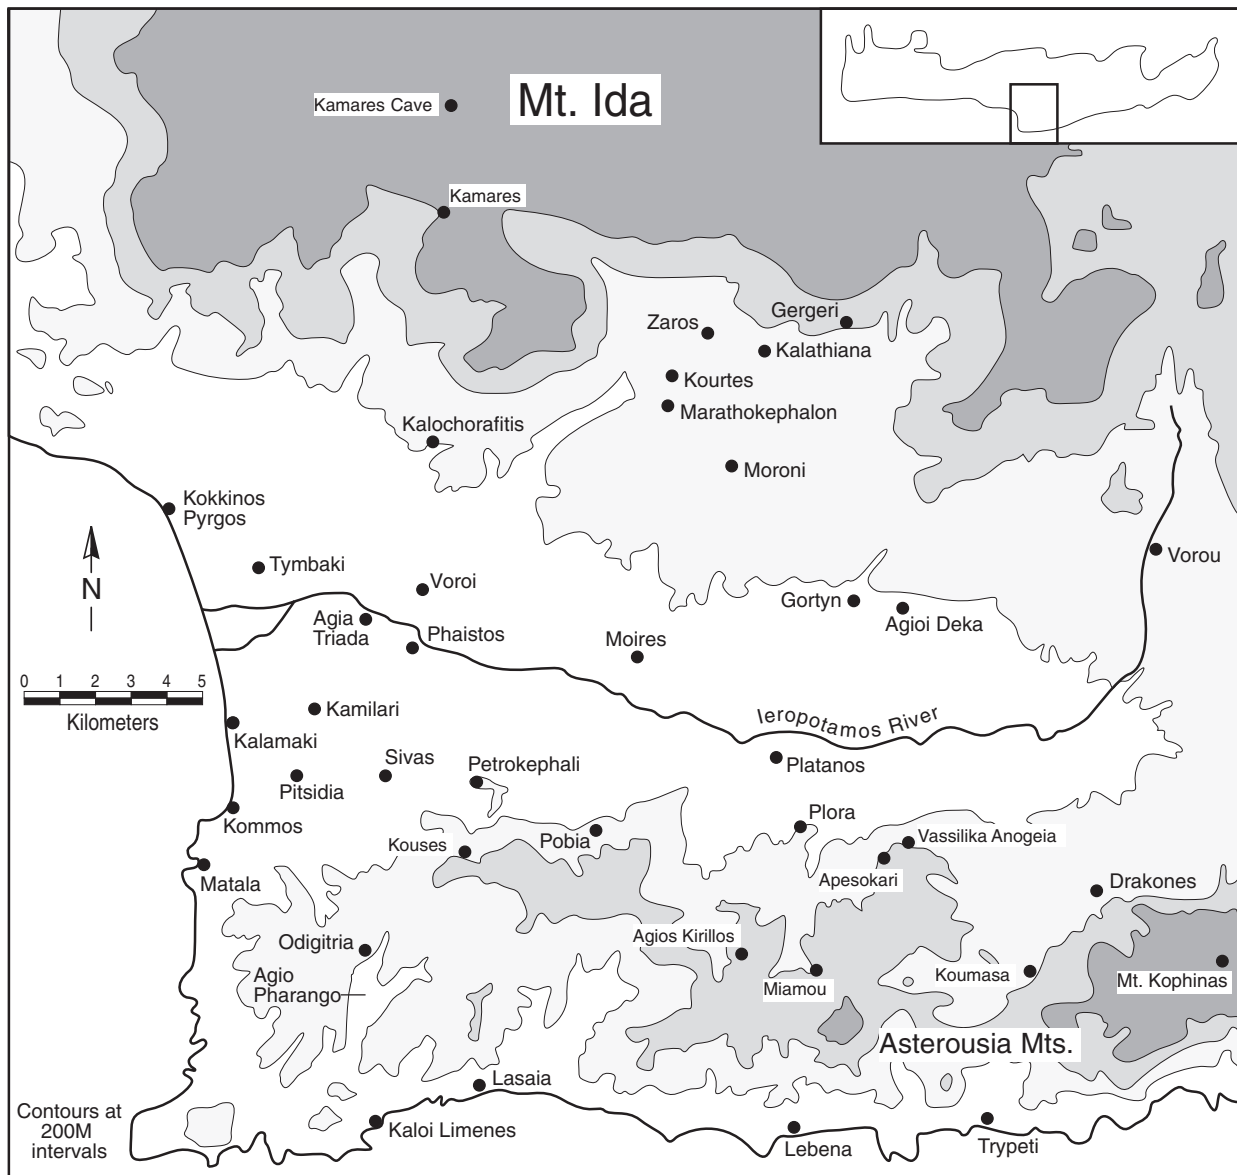 Mt. Ida
Kamares Cave
Kamares
Gergeri
Zaros
Kalathiana
Kourtes
Marathokephalon
Kalochorafitis
Moroni
Kokkinos
Pyrgos
Vorou
N
Tymbaki
Voroi
Gortyn
Agioi Deka
Agia
Triada
Phaistos
Moires
0 1 2 3 4 5
Kilometers
Kamilari
Ieropotamos River
Kalamaki
Sivas
Petrokephali
Platanos
Pitsidia
Kommos
Plora
Pobia
Vassilika Anogeia
Kouses
Matala
Apesokari
Drakones
Odigitria
Agios Kirillos
Agio
Pharango
Miamou
Koumasa
Mt. Kophinas
Asterousia Mts.
Lasaia
Contours at
200M
intervals
Kaloi Limenes
Lebena
Trypeti